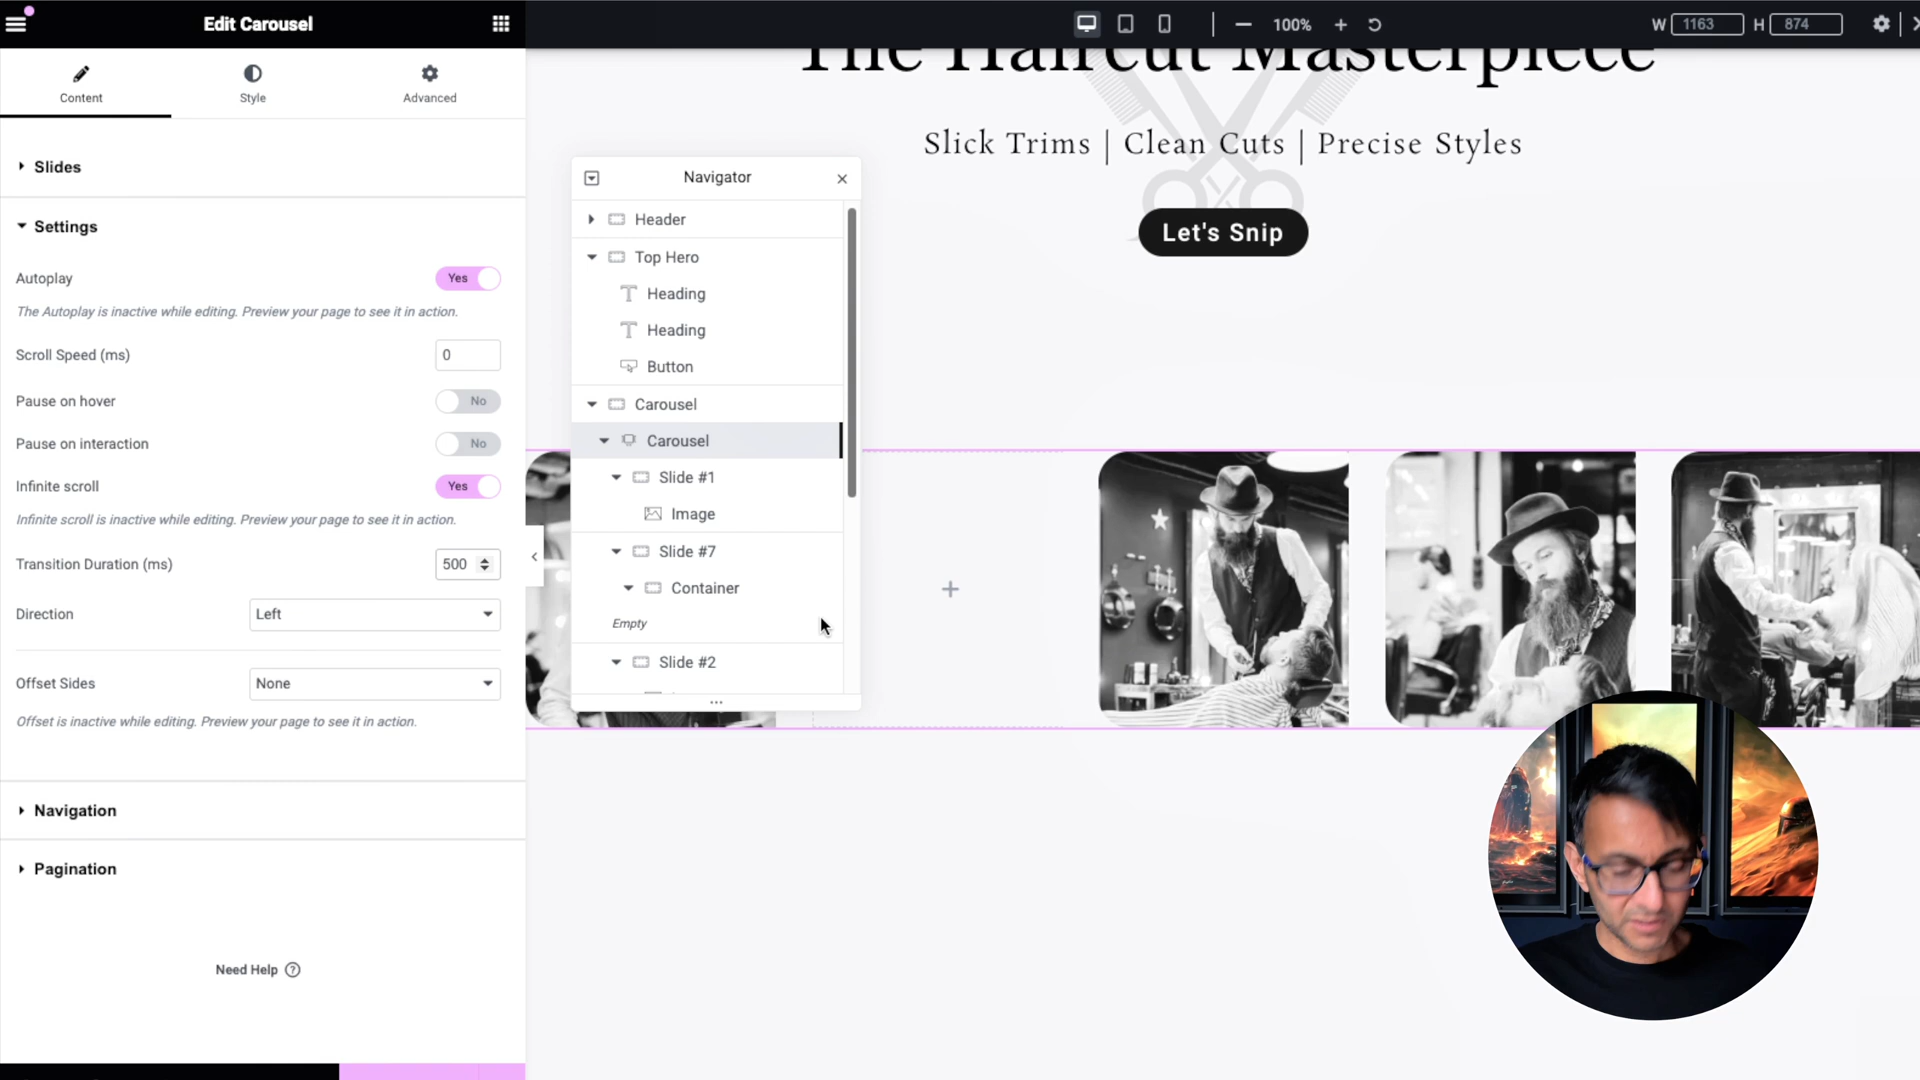 Edit Carousel
100%
W 1163 H 874
Content
Style
Advanced
The Haircut Masterpiece
Slick Trims | Clean Cuts | Precise Styles
Let's Snip
Slides
Settings
Autoplay
Yes
The Autoplay is inactive while editing. Preview your page to see it in action.
Scroll Speed (ms)
0
Pause on hover
No
Pause on interaction
No
Infinite scroll
Yes
Infinite scroll is inactive while editing. Preview your page to see it in action.
Transition Duration (ms)
500
Direction
Left
Offset Sides
None
Offset is inactive while editing. Preview your page to see it in action.
Navigation
Pagination
Need Help ?
Navigator
Header
Top Hero
Heading
Heading
Button
Carousel
Carousel
Slide #1
Image
Slide #7
Container
Empty
Slide #2